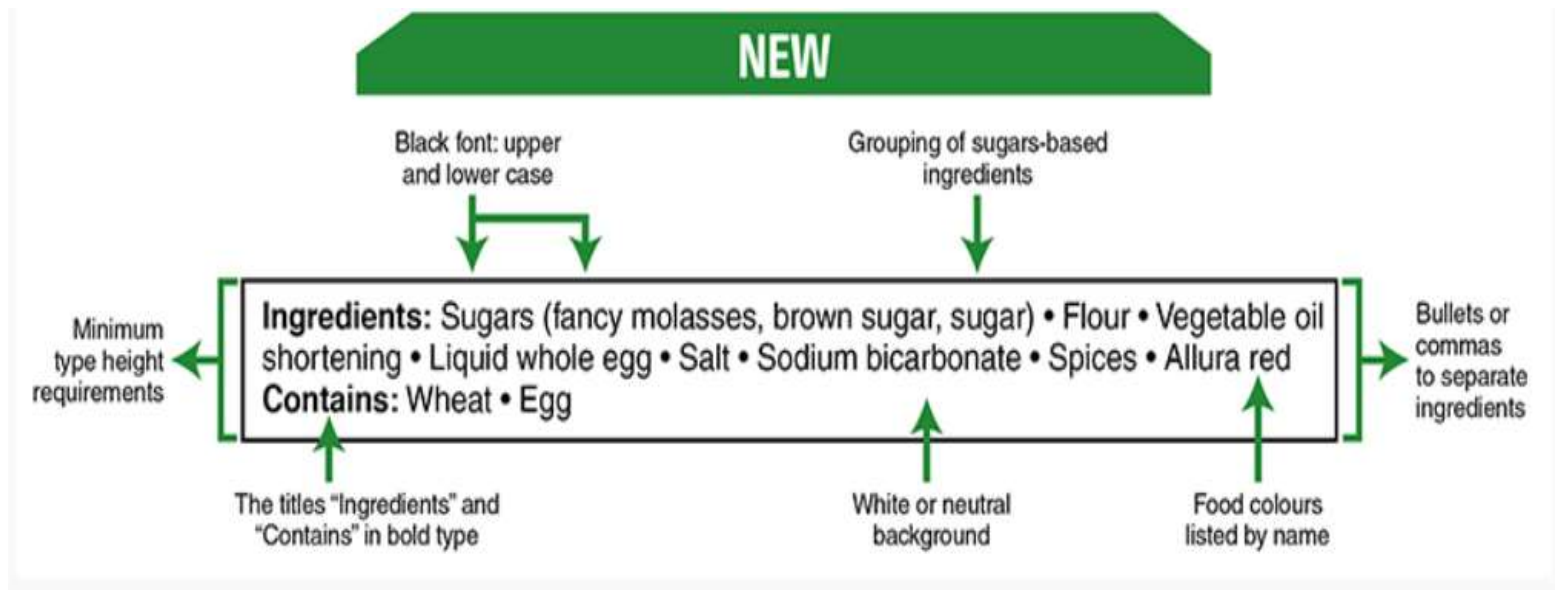 NEW
Black font: upper
and lower case
Grouping of sugars-based
ingredients
Minimum
type height
requirements
Ingredients: Sugars (fancy molasses, brown sugar, sugar) • Flour • Vegetable oil
shortening • Liquid whole egg • Salt • Sodium bicarbonate • Spices • Allura red
Contains: Wheat • Egg
Bullets or
commas
to separate
ingredients
The titles “Ingredients” and
“Contains” in bold type
White or neutral
background
Food colours
listed by name